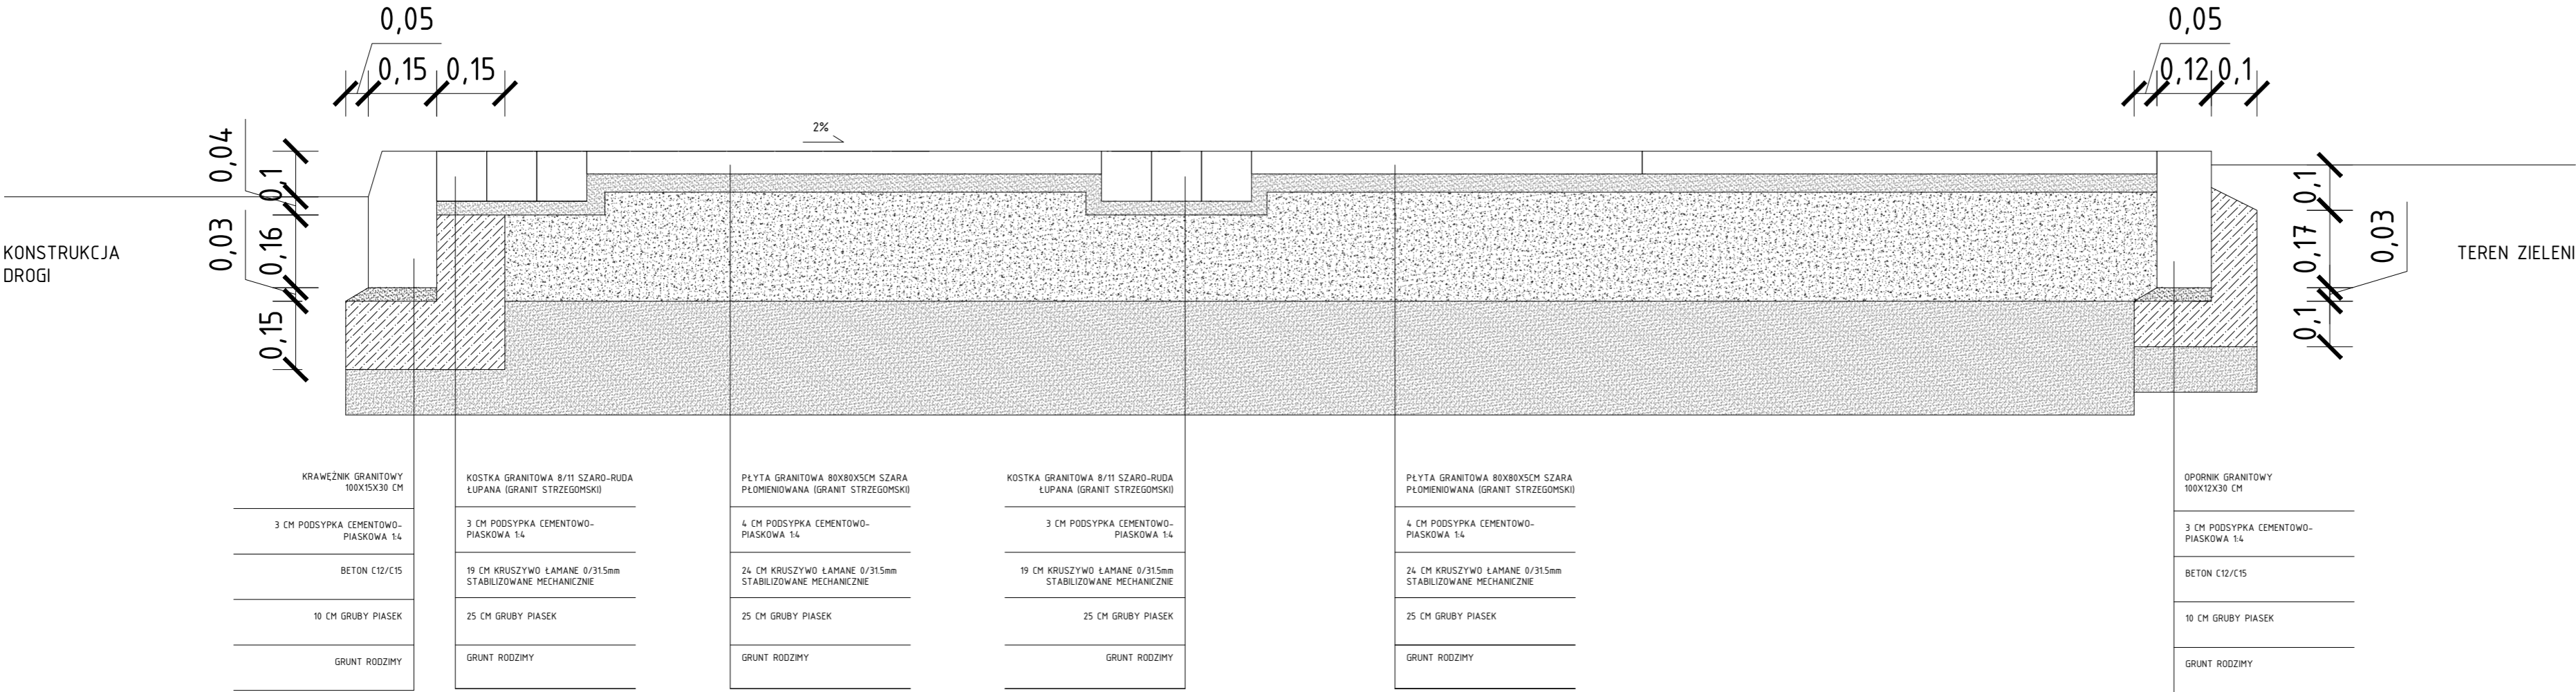 0,05
0,15 0,15
0,05
0,12 0,1
2%
0,04
0,1
0,03
0,16
0,15
KONSTRUKCJA
DROGI
0,1
0,17
0,03
0,1
TEREN ZIELENI
KRAWĘŻNIK GRANITOWY
100X15X30 CM
3 CM PODSYPKA CEMENTOWO-
PIASKOWA 1:4
BETON C12/C15
10 CM GRUBY PIASEK
GRUNT RODZIMY
KOSTKA GRANITOWA 8/11 SZARO-RUDA
ŁUPANA (GRANIT STRZEGOMSKI)
3 CM PODSYPKA CEMENTOWO-
PIASKOWA 1:4
19 CM KRUSZYWO ŁAMANE 0/31.5mm
STABILIZOWANE MECHANICZNIE
25 CM GRUBY PIASEK
GRUNT RODZIMY
PŁYTA GRANITOWA 80X80X5CM SZARA
PŁOMIENIOWANA (GRANIT STRZEGOMSKI)
4 CM PODSYPKA CEMENTOWO-
PIASKOWA 1:4
24 CM KRUSZYWO ŁAMANE 0/31.5mm
STABILIZOWANE MECHANICZNIE
25 CM GRUBY PIASEK
GRUNT RODZIMY
KOSTKA GRANITOWA 8/11 SZARO-RUDA
ŁUPANA (GRANIT STRZEGOMSKI)
3 CM PODSYPKA CEMENTOWO-
PIASKOWA 1:4
19 CM KRUSZYWO ŁAMANE 0/31.5mm
STABILIZOWANE MECHANICZNIE
25 CM GRUBY PIASEK
GRUNT RODZIMY
PŁYTA GRANITOWA 80X80X5CM SZARA
PŁOMIENIOWANA (GRANIT STRZEGOMSKI)
4 CM PODSYPKA CEMENTOWO-
PIASKOWA 1:4
24 CM KRUSZYWO ŁAMANE 0/31.5mm
STABILIZOWANE MECHANICZNIE
25 CM GRUBY PIASEK
GRUNT RODZIMY
OPORNIK GRANITOWY
100X12X30 CM
3 CM PODSYPKA CEMENTOWO-
PIASKOWA 1:4
BETON C12/C15
10 CM GRUBY PIASEK
GRUNT RODZIMY